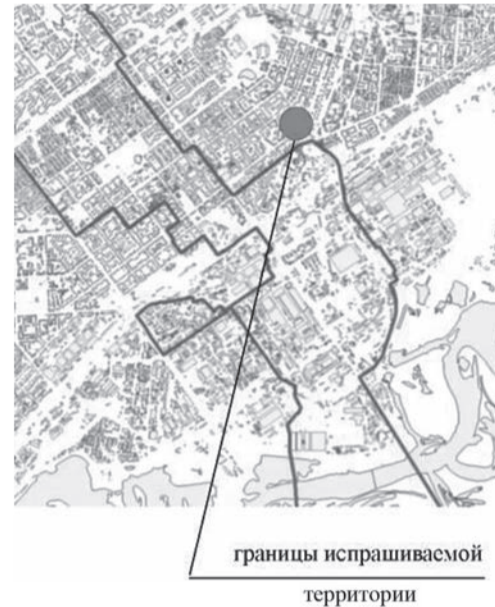 границы испрашиваемой
территории